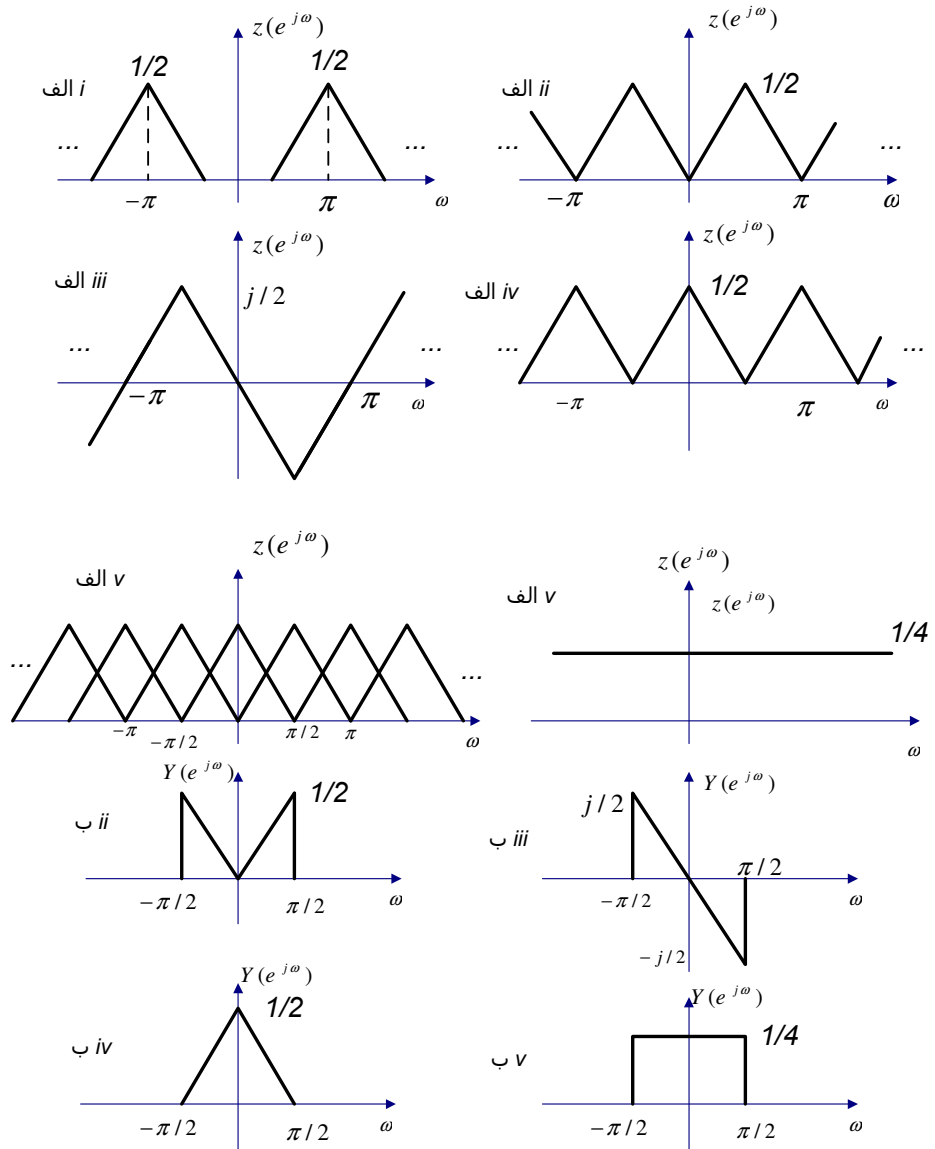 z(e^{jω})
الف i
1/2
1/2
...
...
−π
π
ω
z(e^{jω})
الف ii
1/2
...
...
−π
π
ω
z(e^{jω})
الف iii
j/2
...
...
−π
π
ω
z(e^{jω})
الف iv
1/2
...
...
−π
π
ω
z(e^{jω})
الف v
...
...
−π
−π/2
π/2
π
ω
z(e^{jω})
z(e^{jω})
الف v
1/4
ω
Y(e^{jω})
ب ii
1/2
−π/2
π/2
ω
Y(e^{jω})
ب iii
j/2
π/2
−π/2
ω
−j/2
Y(e^{jω})
ب iv
1/2
−π/2
π/2
ω
Y(e^{jω})
ب v
1/4
−π/2
π/2
ω